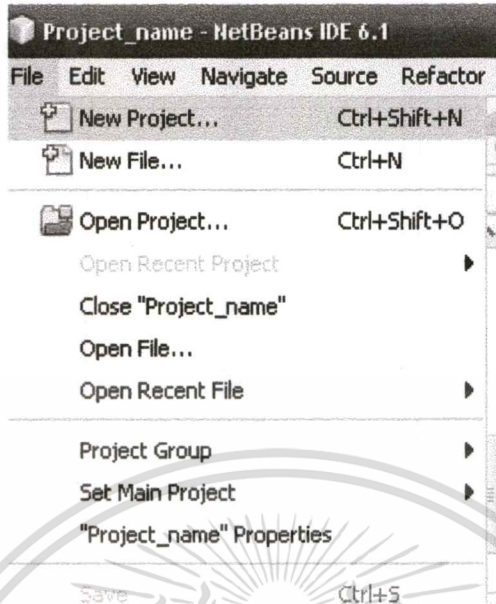 Project_name - NetBeans IDE 6.1
File Edit View Navigate Source Refactor
New Project... Ctrl+Shift+N
New File... Ctrl+N
Open Project... Ctrl+Shift+O
Open Recent Project
Close "Project_name"
Open File...
Open Recent File
Project Group
Set Main Project
"Project_name" Properties
Save Ctrl+S